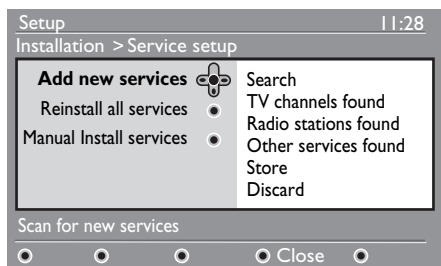 Setup 11:28
Installation > Service setup
Add new services
Reinstall all services
Manual Install services
Search
TV channels found
Radio stations found
Other services found
Store
Discard
Scan for new services
Close